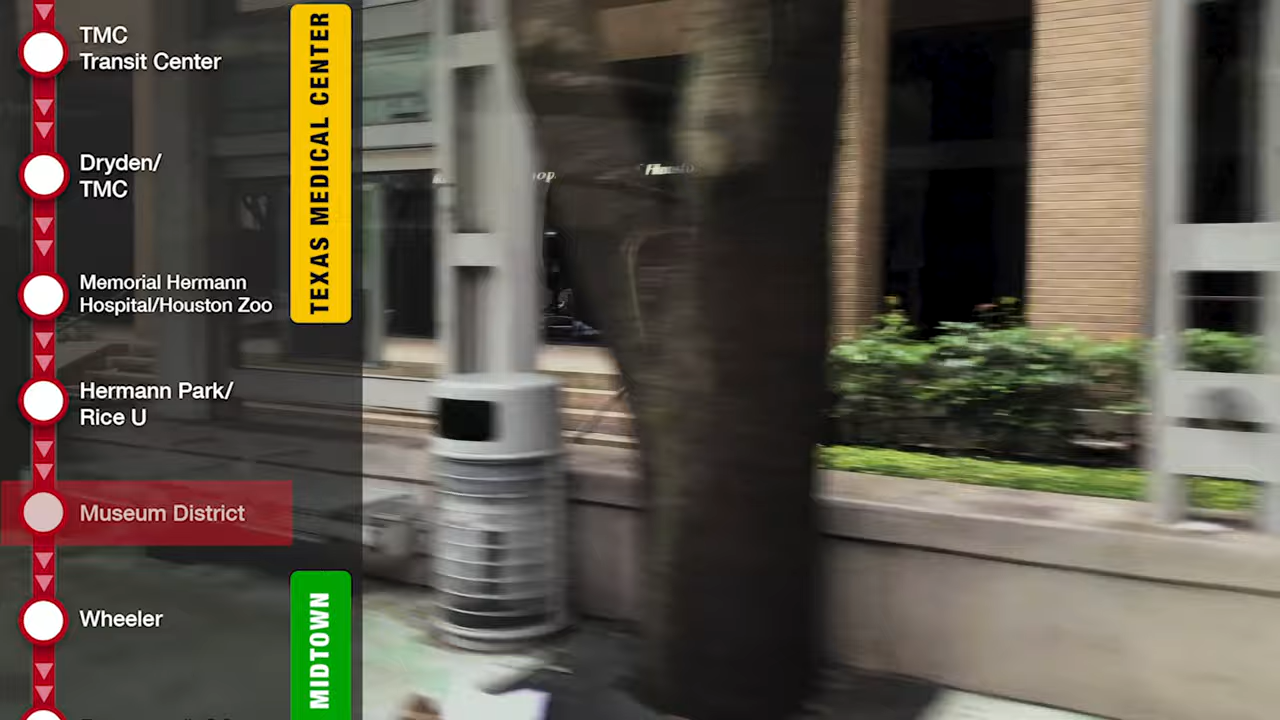 TMC
Transit Center
Dryden/
TMC
Memorial Hermann
Hospital/Houston Zoo
Hermann Park/
Rice U
Museum District
Wheeler
TEXAS MEDICAL CENTER
MIDTOWN